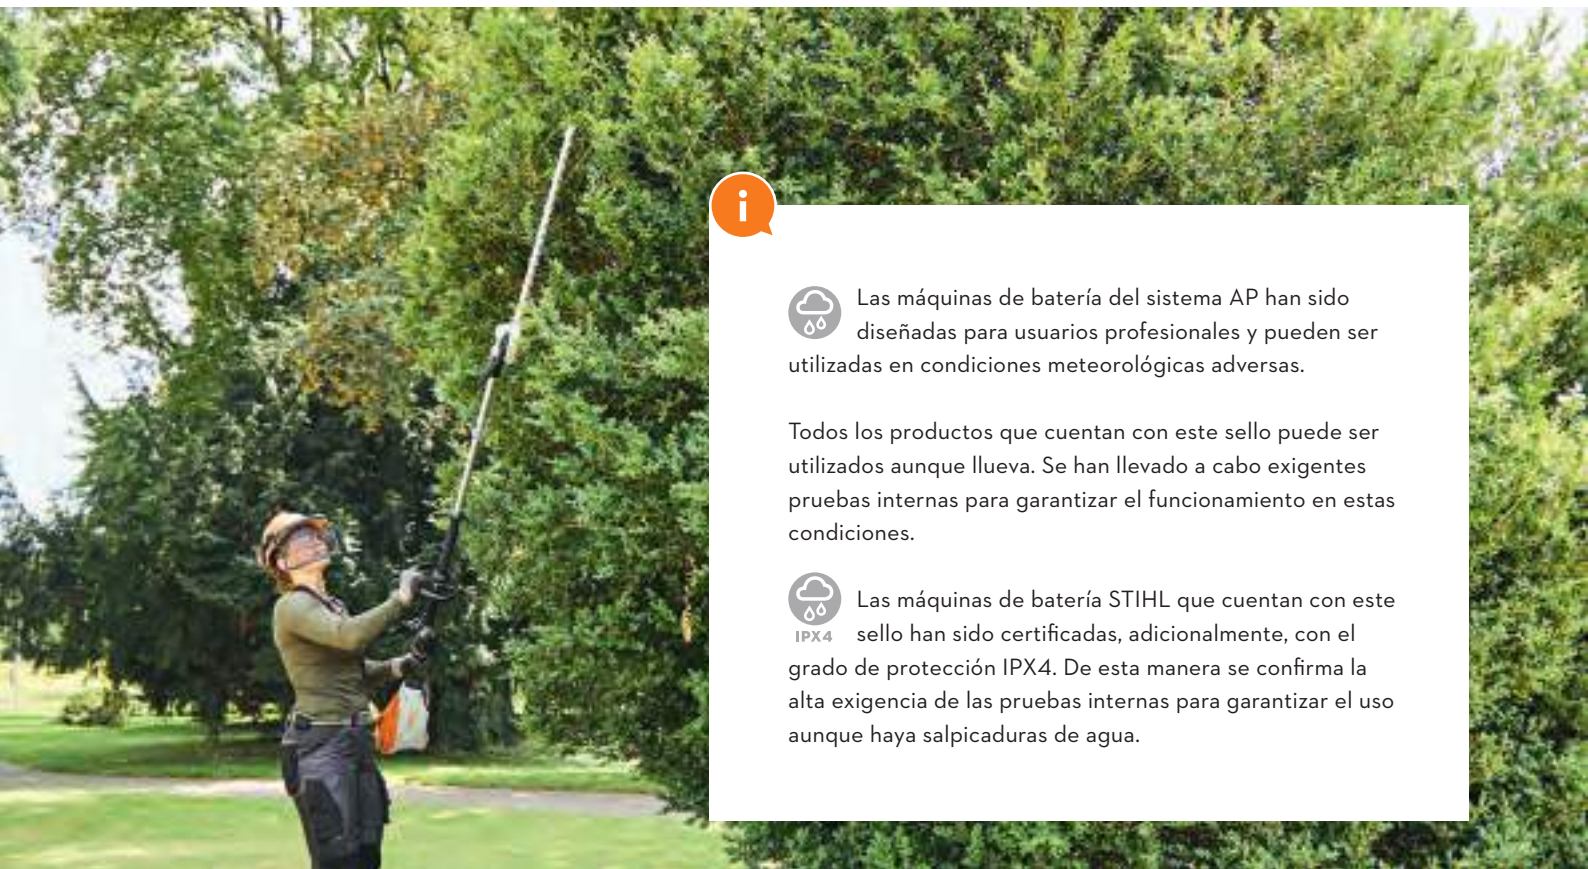 i
Las máquinas de batería del sistema AP han sido
diseñadas para usuarios profesionales y pueden ser
utilizadas en condiciones meteorológicas adversas.
Todos los productos que cuentan con este sello puede ser
utilizados aunque llueva. Se han llevado a cabo exigentes
pruebas internas para garantizar el funcionamiento en estas
condiciones.
Las máquinas de batería STIHL que cuentan con este
IPX4 sello han sido certificadas, adicionalmente, con el
grado de protección IPX4. De esta manera se confirma la
alta exigencia de las pruebas internas para garantizar el uso
aunque haya salpicaduras de agua.